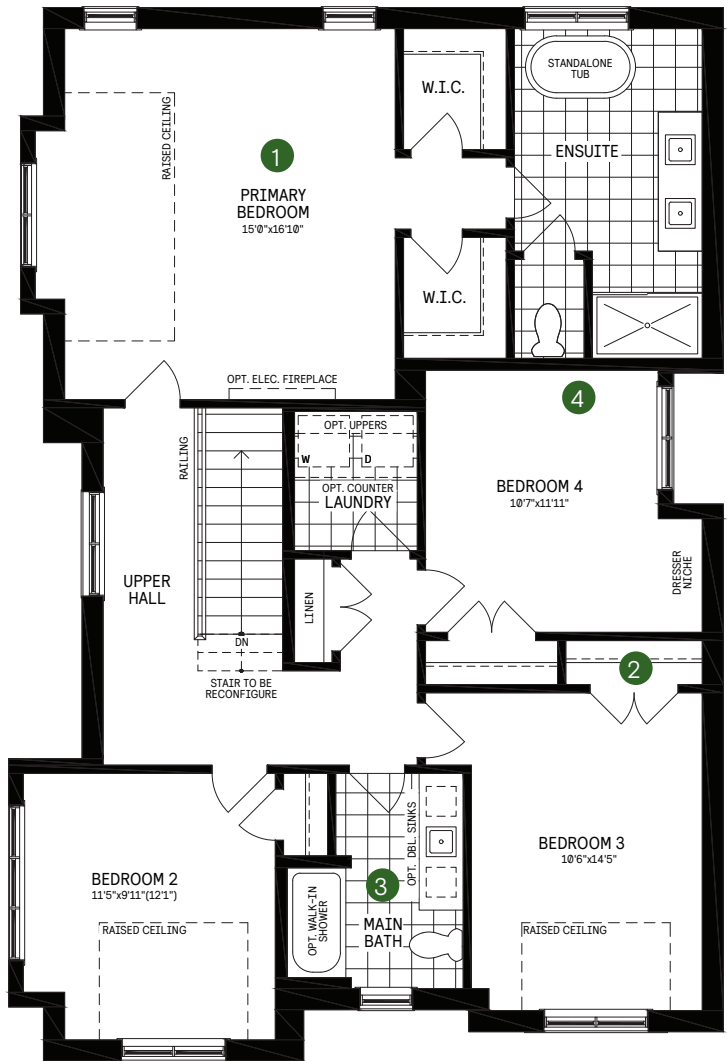 STANDALONE
TUB
W.I.C.
RAISED CEILING
1
ENSUITE
PRIMARY
BEDROOM
15'0"x16'10"
W.I.C.
OPT. ELEC. FIREPLACE
4
RAILING
OPT. UPPERS
W
D
OPT. COUNTER
LAUNDRY
BEDROOM 4
10'7"x11'11"
DRESSER
NICHE
UPPER
HALL
LINEN
DN
STAIR TO BE
RECONFIGURE
2
OPT. DBL. SINKS
BEDROOM 3
10'6"x14'5"
BEDROOM 2
11'5"x9'11"(12'1")
3
OPT. WALK-IN
SHOWER
MAIN
BATH
RAISED CEILING
RAISED CEILING